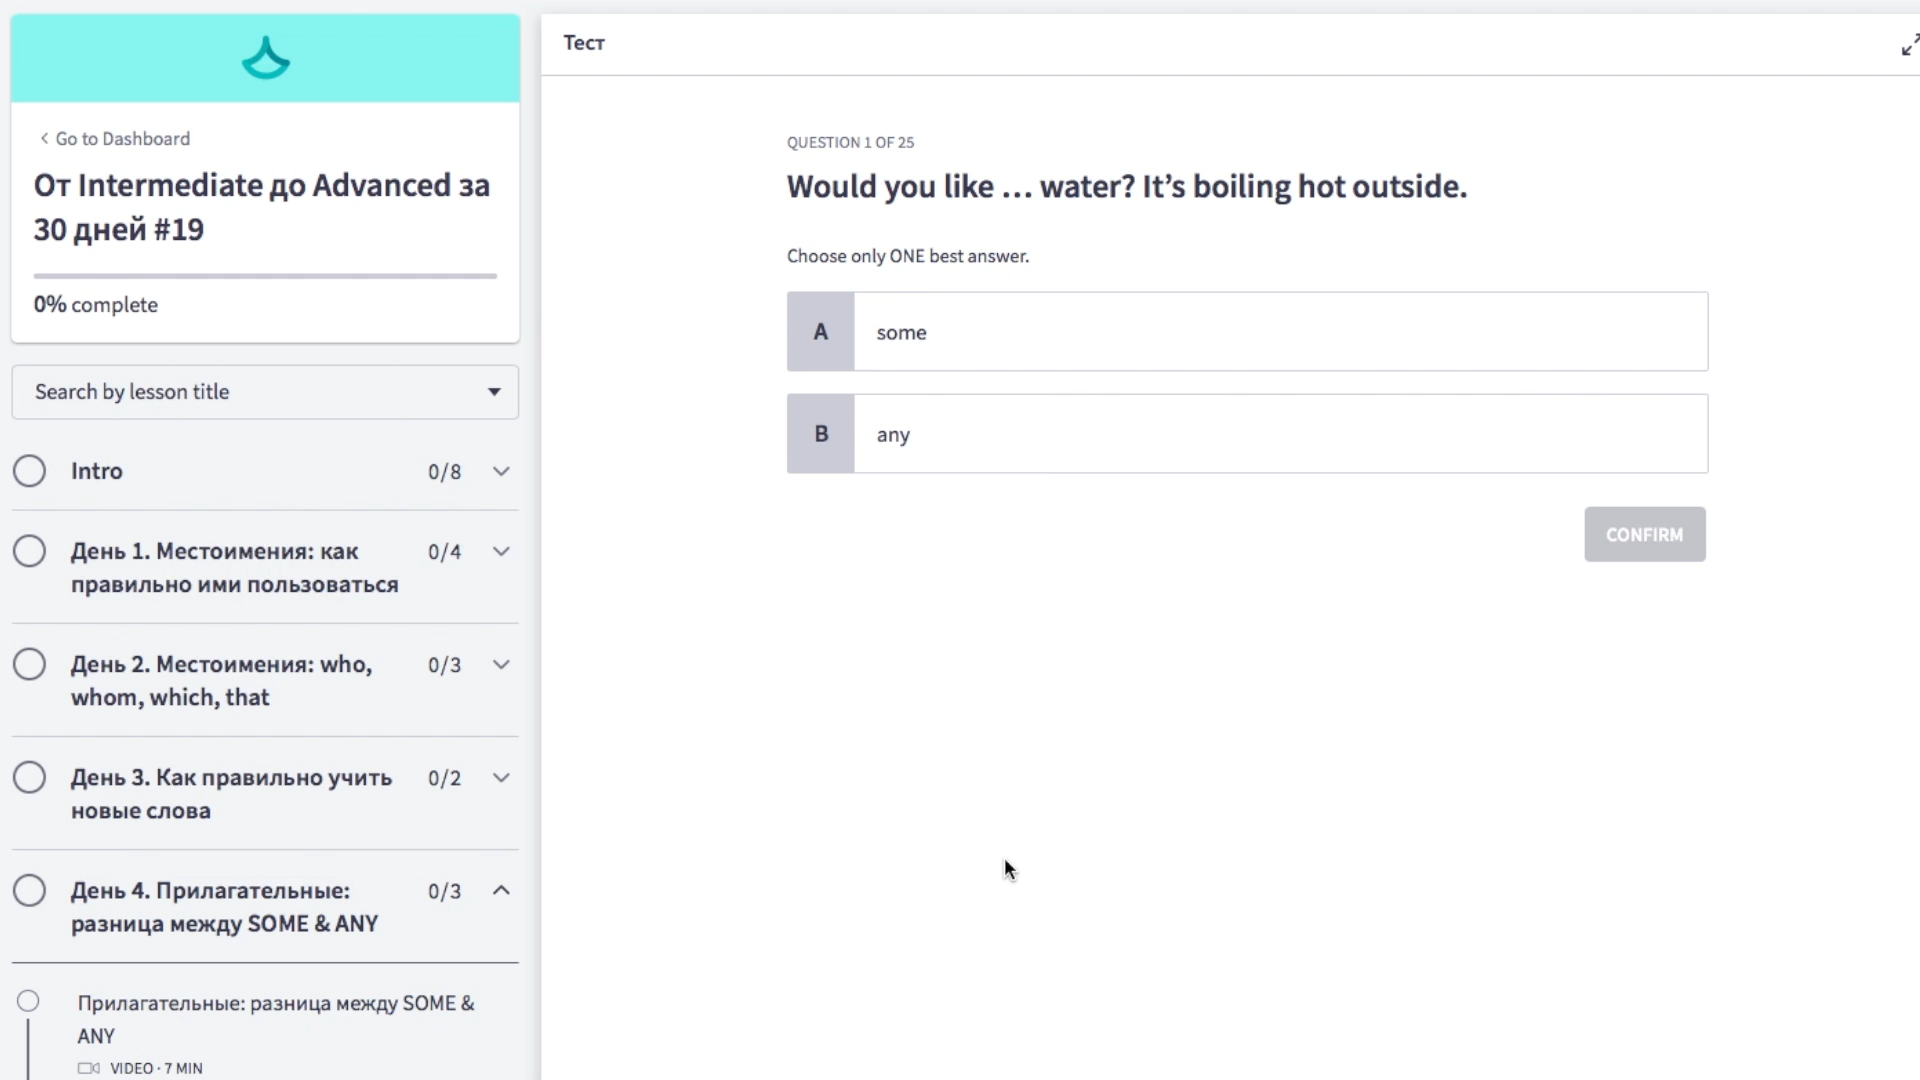 Go to Dashboard
От Intermediate до Advanced за
30 дней #19
0% complete
Search by lesson title
Intro
0/8
День 1. Местоимения: как
правильно ими пользоваться
0/4
День 2. Местоимения: who,
whom, which, that
0/3
День 3. Как правильно учить
новые слова
0/2
День 4. Прилагательные:
разница между SOME & ANY
0/3
Прилагательные: разница между SOME &
ANY
VIDEO · 7 MIN
Тест
QUESTION 1 OF 25
Would you like … water? It’s boiling hot outside.
Choose only ONE best answer.
A some
B any
CONFIRM